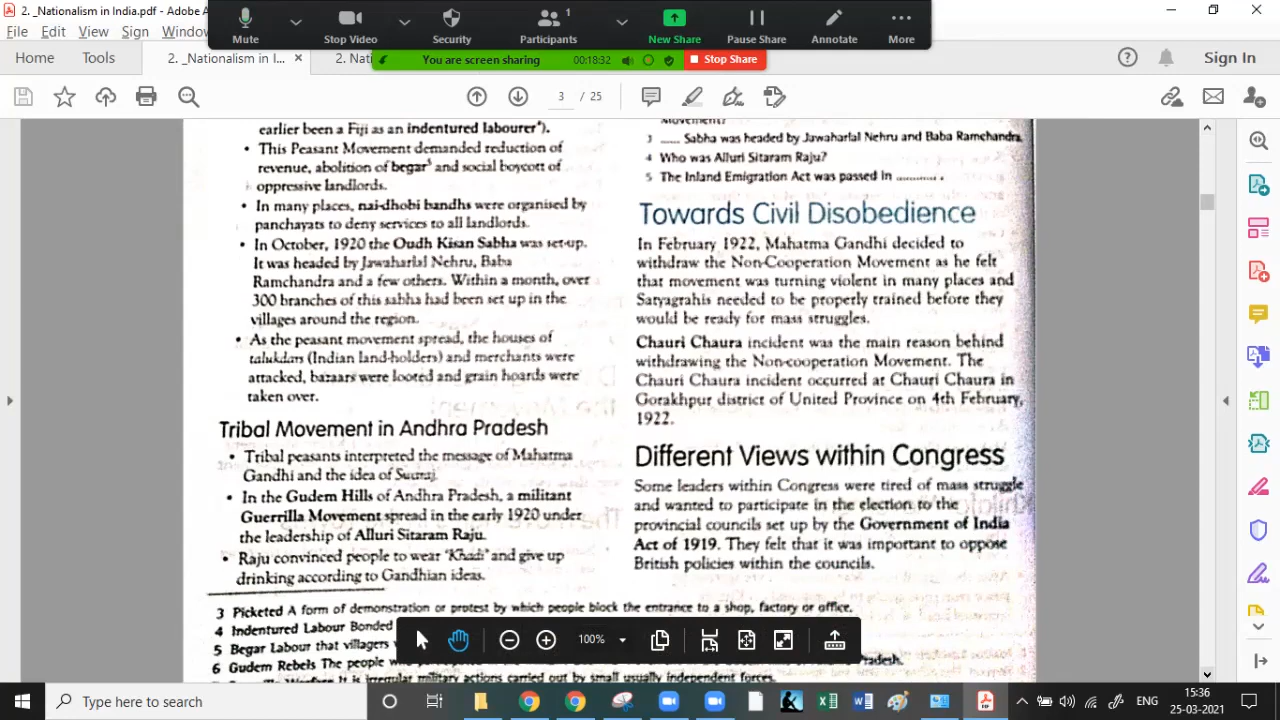 2. _Nationalism in India.pdf - Adobe A
File Edit View Sign Window
Mute
Stop Video
Security
1
Participants
New Share
Pause Share
Annotate
More
Home Tools
2. _Nationalism in I... ×
2. Nati
You are screen sharing
00:18:32
Stop Share
Sign In
3 / 25
earlier been a Fiji as an indentured labourer⁴).
• This Peasant Movement demanded reduction of
revenue, abolition of begar⁵ and social boycott of
oppressive landlords.
• In many places, nai-dhobi bandhs were organised by
panchayats to deny services to all landlords.
• In October, 1920 the Oudh Kisan Sabha was set-up.
It was headed by Jawaharlal Nehru, Baba
Ramchandra and a few others. Within a month, over
300 branches of this sabha had been set up in the
villages around the region.
• As the peasant movement spread, the houses of
talukdars (Indian land-holders) and merchants were
attacked, bazaars were looted and grain hoards were
taken over.
Tribal Movement in Andhra Pradesh
• Tribal peasants interpreted the message of Mahatma
Gandhi and the idea of Swaraj.
• In the Gudem Hills of Andhra Pradesh, a militant
Guerrilla Movement spread in the early 1920 under
the leadership of Alluri Sitaram Raju.
• Raju convinced people to wear 'Khadi' and give up
drinking according to Gandhian ideas.
Movement?
3 ____ Sabha was headed by Jawaharlal Nehru and Baba Ramchandra.
4 Who was Alluri Sitaram Raju?
5 The Inland Emigration Act was passed in ........ .
Towards Civil Disobedience
In February 1922, Mahatma Gandhi decided to
withdraw the Non-Cooperation Movement as he felt
that movement was turning violent in many places and
Satyagrahis needed to be properly trained before they
would be ready for mass struggles.
Chauri Chaura incident was the main reason behind
withdrawing the Non-cooperation Movement. The
Chauri Chaura incident occurred at Chauri Chaura in
Gorakhpur district of United Province on 4th February,
1922.
Different Views within Congress
Some leaders within Congress were tired of mass struggle
and wanted to participate in the election to the
provincial councils set up by the Government of India
Act of 1919. They felt that it was important to oppose
British policies within the councils.
3 Picketed A form of demonstration or protest by which people block the entrance to a shop, factory or office.
4 Indentured Labour Bonded
5 Begar Labour that villagers
6 Gudem Rebels The people who
Pradesh.
It is irregular military actions carried out by small usually independent forces.
100%
Type here to search
ENG
15:36
25-03-2021